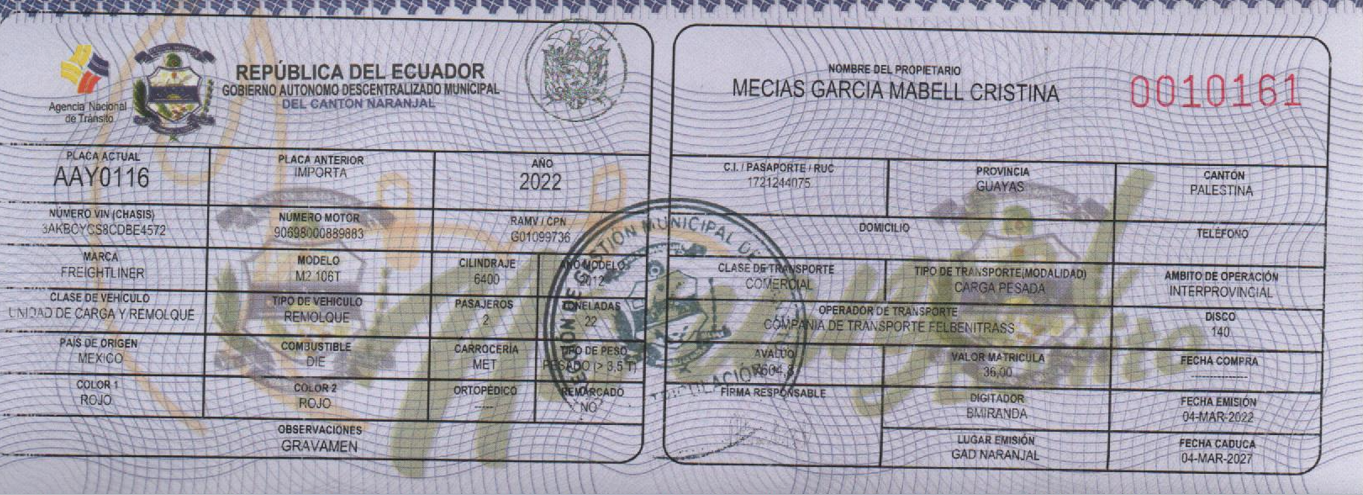 Agencia Nacional
de Tránsito
REPÚBLICA DEL ECUADOR
GOBIERNO AUTONOMO DESCENTRALIZADO MUNICIPAL
DEL CANTÓN NARANJAL
PLACA ACTUAL PLACA ANTERIOR AÑO
AAY0116 IMPORTA 2022
NÚMERO VIN (CHASIS) NÚMERO MOTOR RAMV / CPN
3AKBCYCS8CDBE4572 90698000889883 G01099736
MARCA MODELO CILINDRAJE AÑO MODELO
FREIGHTLINER M2 106T 6400 2012
CLASE DE VEHÍCULO TIPO DE VEHICULO PASAJEROS TONELADAS
UNIDAD DE CARGA Y REMOLQUE REMOLQUE 2 22
PAÍS DE ORIGEN COMBUSTIBLE CARROCERÍA TIPO DE PESO
MEXICO DIE MET PESADO (> 3,5 T)
COLOR 1 COLOR 2 ORTOPÉDICO REMARCADO
ROJO ROJO ----- NO
OBSERVACIONES
GRAVAMEN
NOMBRE DEL PROPIETARIO
MECIAS GARCIA MABELL CRISTINA
0010161
C.I. / PASAPORTE / RUC PROVINCIA CANTÓN
1721244075 GUAYAS PALESTINA
DOMICILIO TELÉFONO
CLASE DE TRANSPORTE TIPO DE TRANSPORTE(MODALIDAD) AMBITO DE OPERACIÓN
COMERCIAL CARGA PESADA INTERPROVINCIAL
OPERADOR DE TRANSPORTE DISCO
COMPAÑIA DE TRANSPORTE FELBENITRASS 140
AVALÚO VALOR MATRICULA FECHA COMPRA
36,00 -----
FIRMA RESPONSABLE DIGITADOR FECHA EMISIÓN
BMIRANDA 04-MAR-2022
LUGAR EMISIÓN FECHA CADUCA
GAD NARANJAL 04-MAR-2027
GESTIÓN MUNICIPAL DE